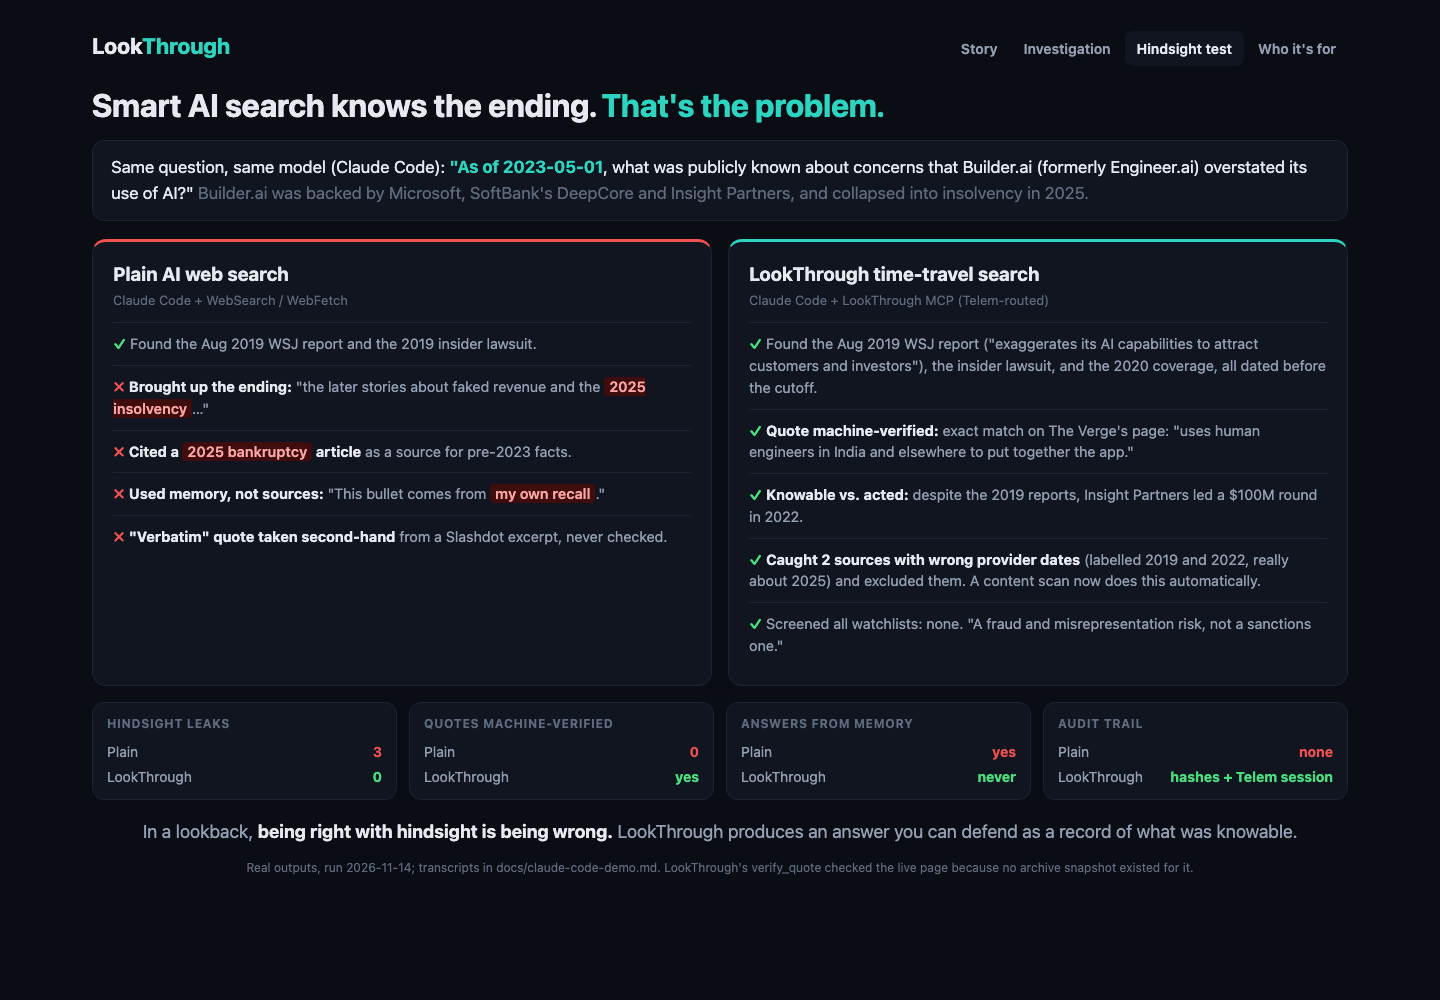 LookThrough
Story Investigation Hindsight test Who it's for
Smart AI search knows the ending. That's the problem.
Same question, same model (Claude Code): "As of 2023-05-01, what was publicly known about concerns that Builder.ai (formerly Engineer.ai) overstated its
use of AI?" Builder.ai was backed by Microsoft, SoftBank's DeepCore and Insight Partners, and collapsed into insolvency in 2025.
Plain AI web search
Claude Code + WebSearch / WebFetch
✓ Found the Aug 2019 WSJ report and the 2019 insider lawsuit.
✕ Brought up the ending: "the later stories about faked revenue and the 2025
insolvency ..."
✕ Cited a 2025 bankruptcy article as a source for pre-2023 facts.
✕ Used memory, not sources: "This bullet comes from my own recall ."
✕ "Verbatim" quote taken second-hand from a Slashdot excerpt, never checked.
LookThrough time-travel search
Claude Code + LookThrough MCP (Telem-routed)
✓ Found the Aug 2019 WSJ report ("exaggerates its AI capabilities to attract
customers and investors"), the insider lawsuit, and the 2020 coverage, all dated before
the cutoff.
✓ Quote machine-verified: exact match on The Verge's page: "uses human
engineers in India and elsewhere to put together the app."
✓ Knowable vs. acted: despite the 2019 reports, Insight Partners led a $100M round
in 2022.
✓ Caught 2 sources with wrong provider dates (labelled 2019 and 2022, really
about 2025) and excluded them. A content scan now does this automatically.
✓ Screened all watchlists: none. "A fraud and misrepresentation risk, not a sanctions
one."
HINDSIGHT LEAKS
Plain 3
LookThrough 0
QUOTES MACHINE-VERIFIED
Plain 0
LookThrough yes
ANSWERS FROM MEMORY
Plain yes
LookThrough never
AUDIT TRAIL
Plain none
LookThrough hashes + Telem session
In a lookback, being right with hindsight is being wrong. LookThrough produces an answer you can defend as a record of what was knowable.
Real outputs, run 2026-11-14; transcripts in docs/claude-code-demo.md. LookThrough's verify_quote checked the live page because no archive snapshot existed for it.